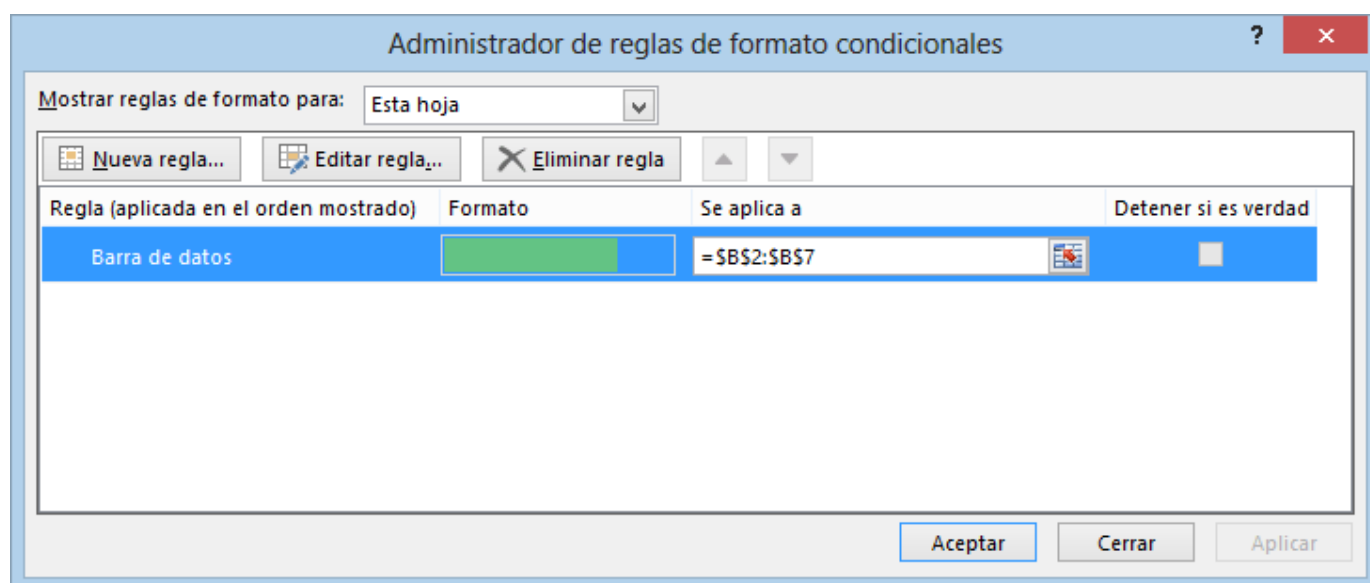 Administrador de reglas de formato condicionales
?
Mostrar reglas de formato para: Esta hoja
Nueva regla... Editar regla... Eliminar regla
Regla (aplicada en el orden mostrado) Formato Se aplica a Detener si es verdad
Barra de datos =$B$2:$B$7
Aceptar Cerrar Aplicar